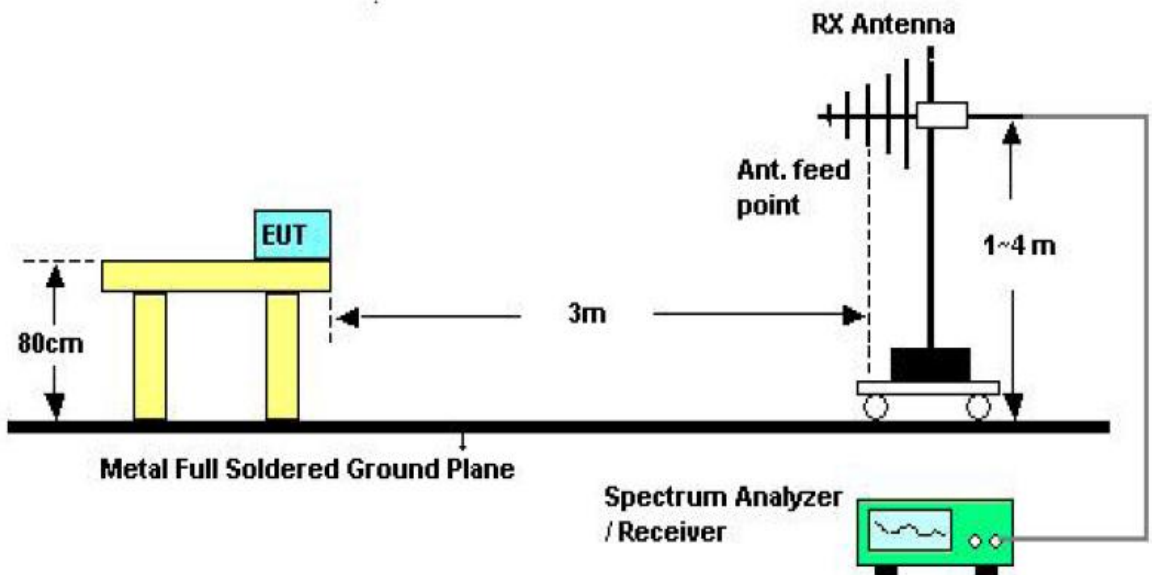 RX Antenna
Ant. feed
point
EUT
1~4 m
3m
80cm
Metal Full Soldered Ground Plane
Spectrum Analyzer
/ Receiver